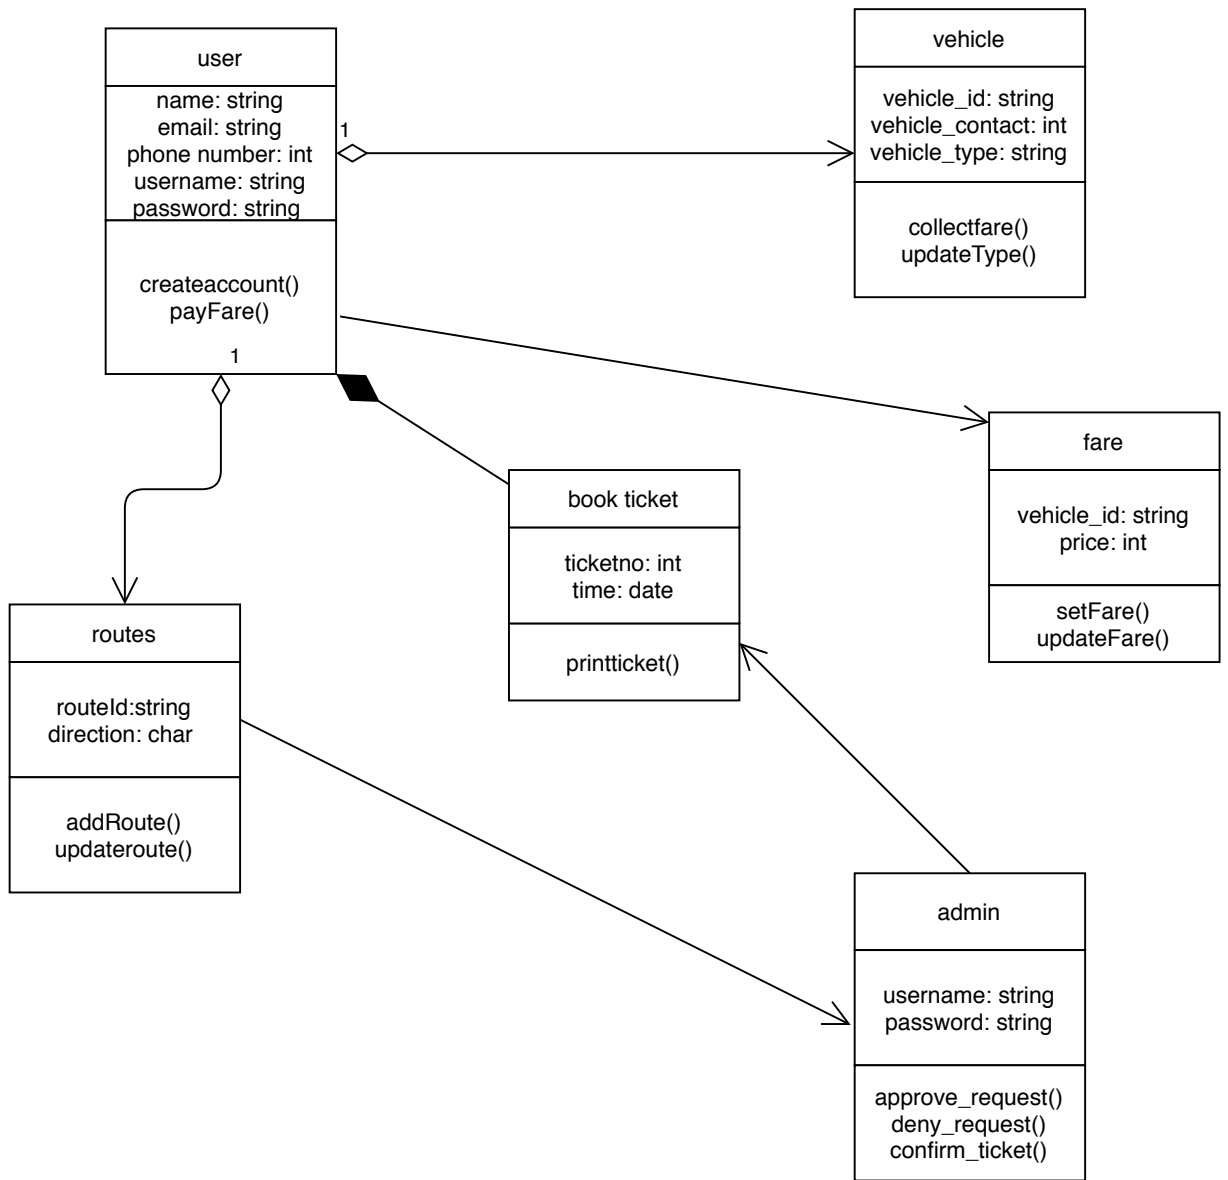 user
name: string
email: string
phone number: int
username: string
password: string
createaccount()
payFare()
1
1
vehicle
vehicle_id: string
vehicle_contact: int
vehicle_type: string
collectfare()
updateType()
fare
vehicle_id: string
price: int
setFare()
updateFare()
book ticket
ticketno: int
time: date
printticket()
routes
routeId:string
direction: char
addRoute()
updateroute()
admin
username: string
password: string
approve_request()
deny_request()
confirm_ticket()